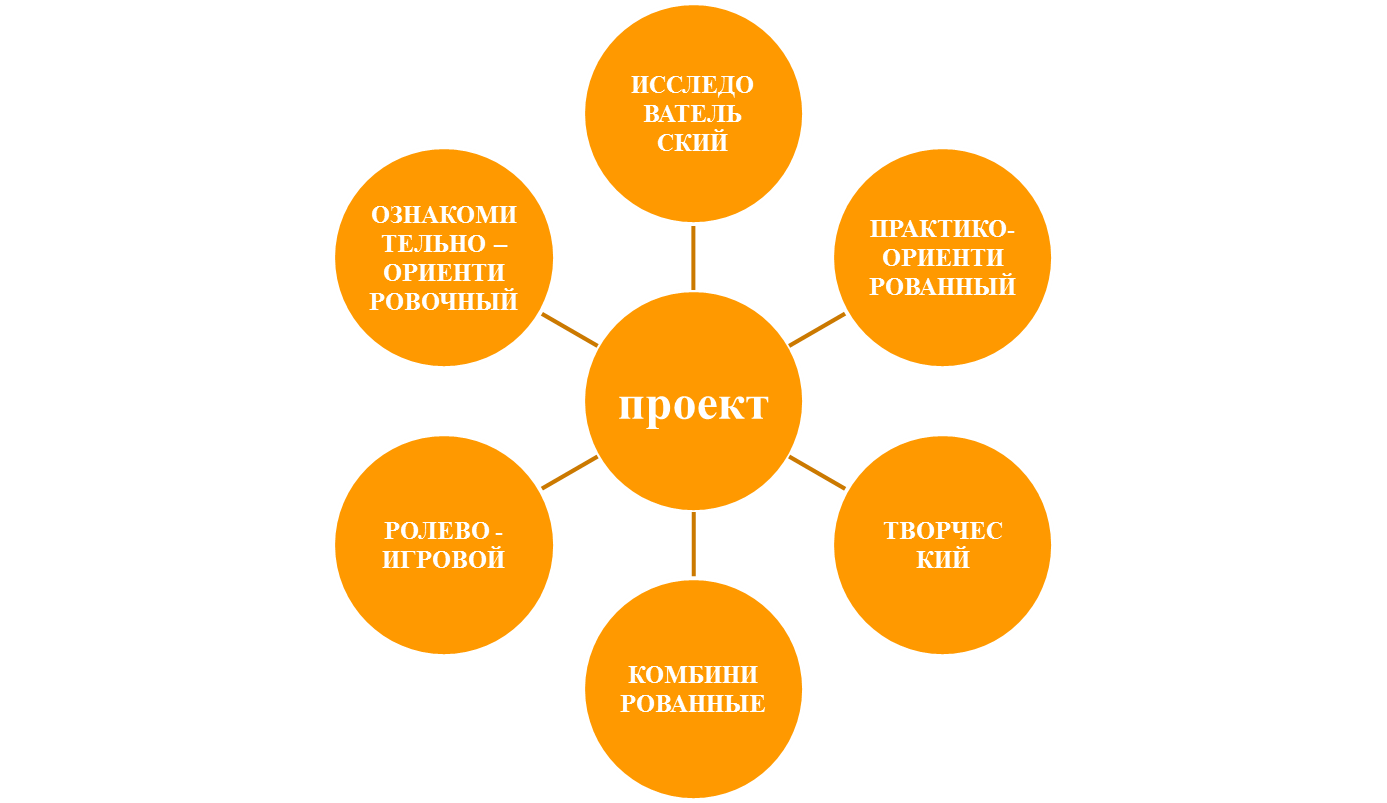 ИССЛЕДО
ВАТЕЛЬ
СКИЙ
ОЗНАКОМИ
ТЕЛЬНО –
ОРИЕНТИ
РОВОЧНЫЙ
ПРАКТИКО-
ОРИЕНТИ
РОВАННЫЙ
проект
РОЛЕВО -
ИГРОВОЙ
ТВОРЧЕС
КИЙ
КОМБИНИ
РОВАННЫЕ